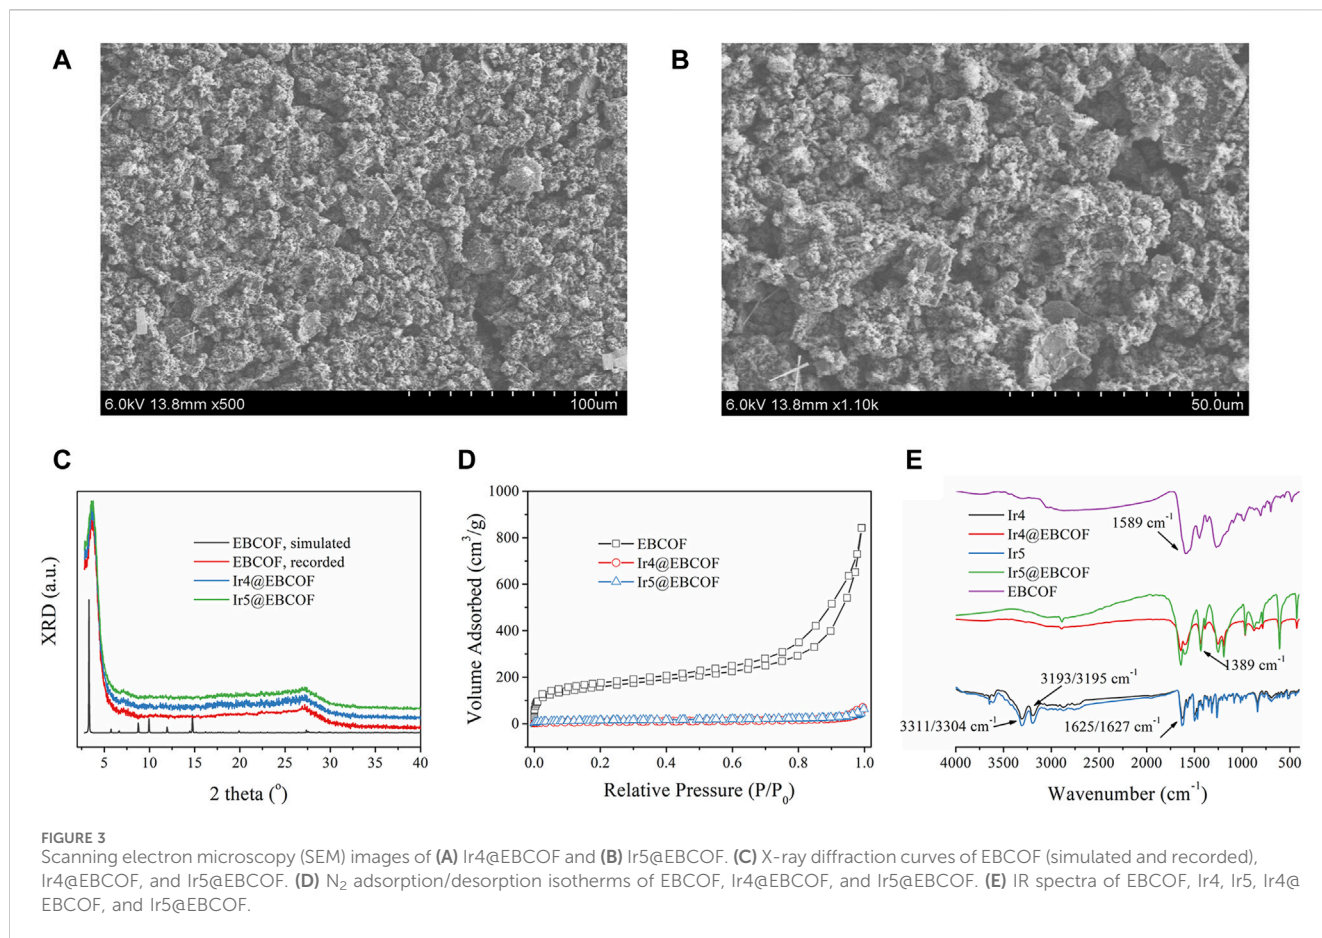 A
B
6.0kV 13.8mm x500
100um
6.0kV 13.8mm x1.10k
50.0um
C
D
E
XRD (a.u.)
EBCOF, simulated
EBCOF, recorded
Ir4@EBCOF
Ir5@EBCOF
5 10 15 20 25 30 35 40
2 theta (°)
Volume Adsorbed (cm³/g)
1000
800
600
400
200
0
EBCOF
Ir4@EBCOF
Ir5@EBCOF
0.0 0.2 0.4 0.6 0.8 1.0
Relative Pressure (P/P₀)
Ir4
Ir4@EBCOF
Ir5
Ir5@EBCOF
EBCOF
1589 cm⁻¹
1389 cm⁻¹
3193/3195 cm⁻¹
3311/3304 cm⁻¹
1625/1627 cm⁻¹
4000 3500 3000 2500 2000 1500 1000 500
Wavenumber (cm⁻¹)
FIGURE 3
Scanning electron microscopy (SEM) images of (A) Ir4@EBCOF and (B) Ir5@EBCOF. (C) X-ray diffraction curves of EBCOF (simulated and recorded),
Ir4@EBCOF, and Ir5@EBCOF. (D) N₂ adsorption/desorption isotherms of EBCOF, Ir4@EBCOF, and Ir5@EBCOF. (E) IR spectra of EBCOF, Ir4, Ir5, Ir4@
EBCOF, and Ir5@EBCOF.